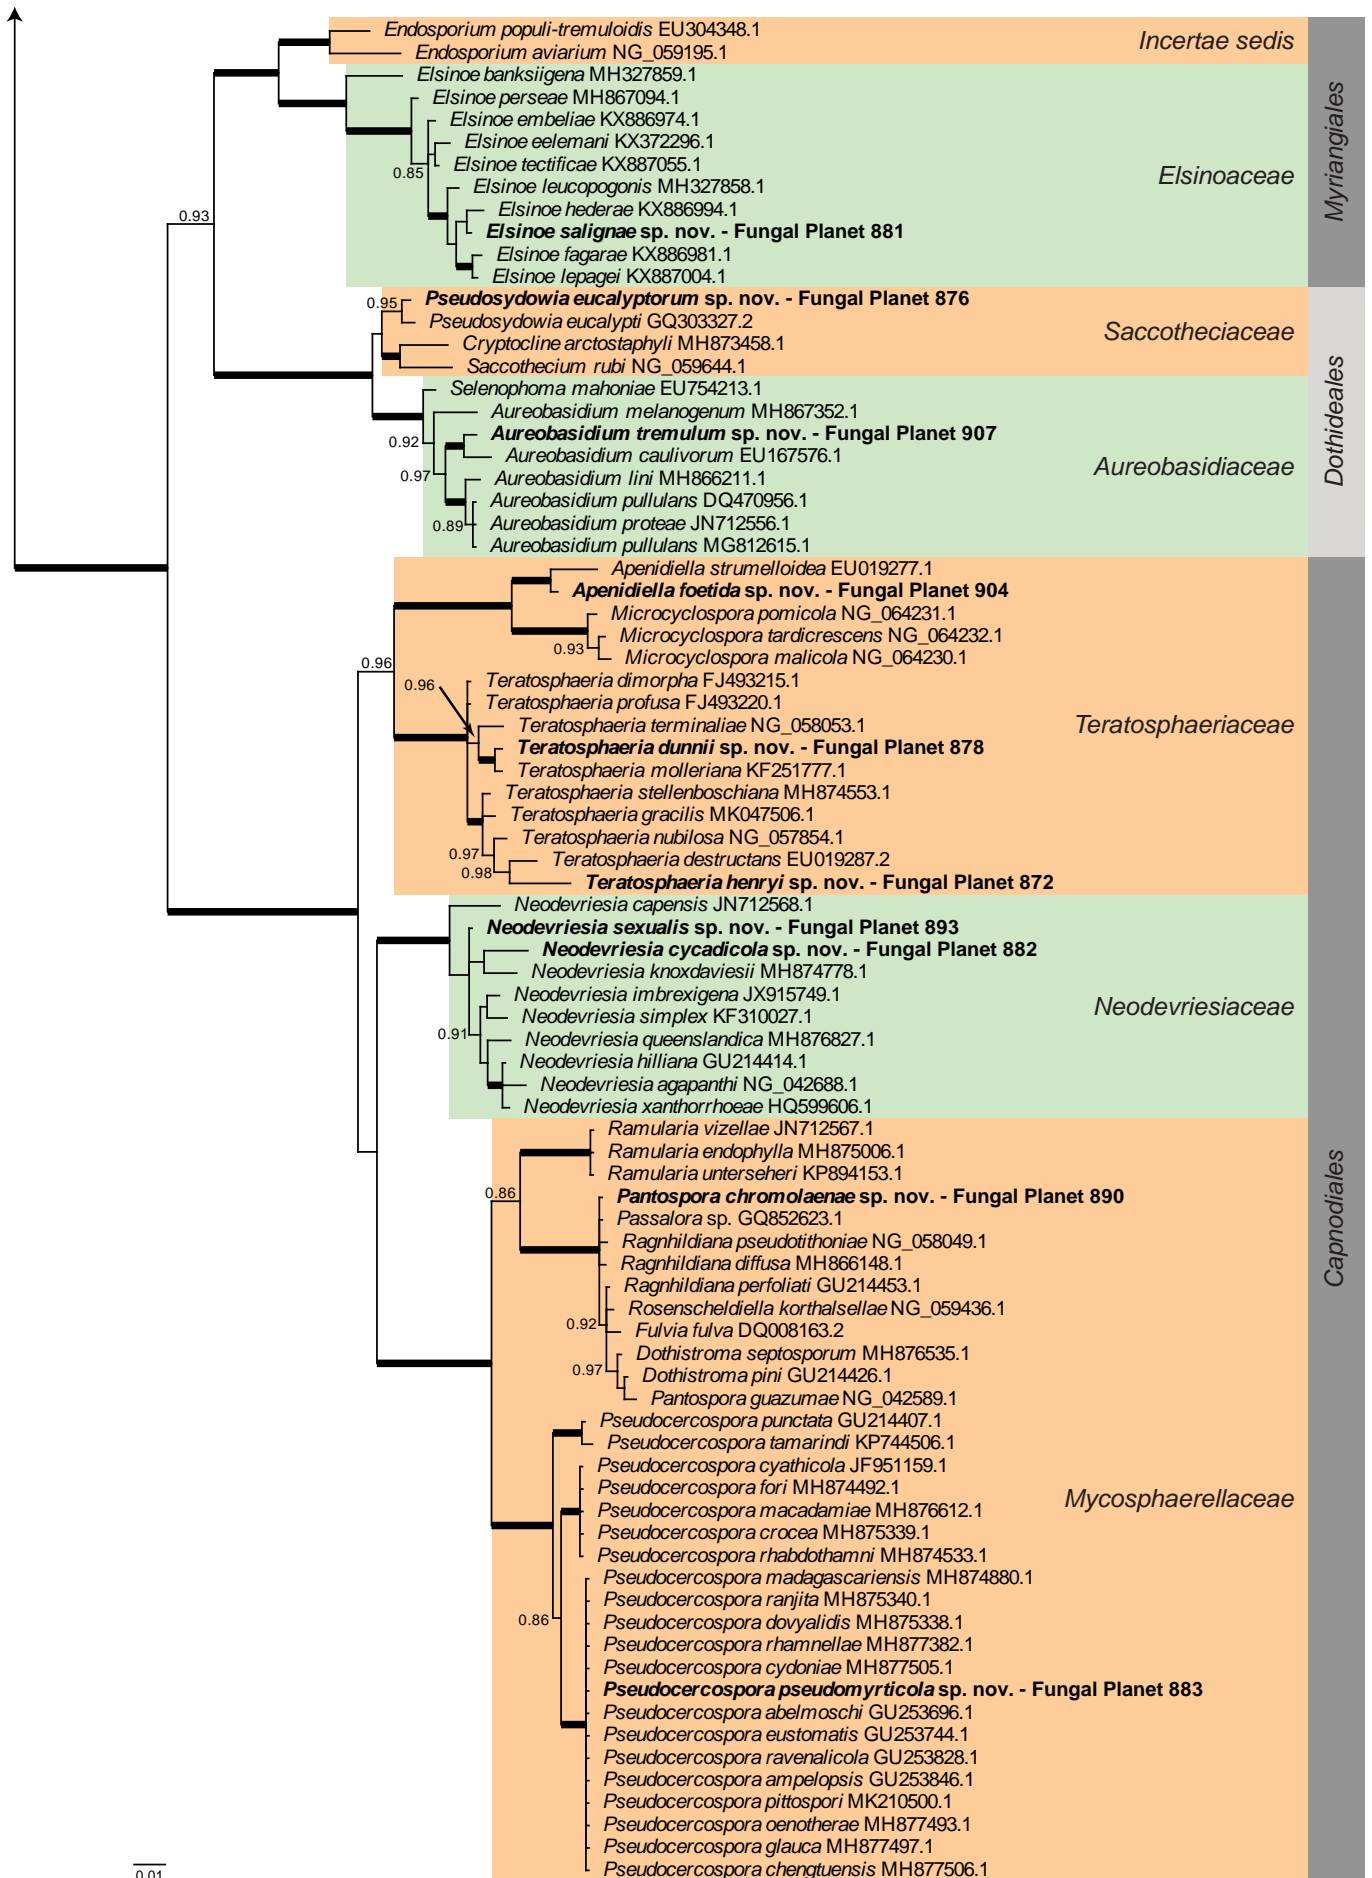 Endosporium populi-tremuloidis EU304348.1
Endosporium aviarium NG_059195.1
Incertae sedis
Elsinoe banksiigena MH327859.1
Elsinoe perseae MH867094.1
Elsinoe embeliae KX886974.1
Elsinoe eelemani KX372296.1
Elsinoe tectificae KX887055.1
0.85
Elsinoe leucopogonis MH327858.1
Elsinoe hederae KX886994.1
Elsinoe salignae sp. nov. - Fungal Planet 881
Elsinoe fagarae KX886981.1
Elsinoe lepagei KX887004.1
Elsinoaceae
Myriangiales
0.93
0.95
Pseudosydowia eucalyptorum sp. nov. - Fungal Planet 876
Pseudosydowia eucalypti GQ303327.2
Cryptocline arctostaphyli MH873458.1
Saccothecium rubi NG_059644.1
Saccotheciaceae
Selenophoma mahoniae EU754213.1
Aureobasidium melanogenum MH867352.1
0.92
Aureobasidium tremulum sp. nov. - Fungal Planet 907
Aureobasidium caulivorum EU167576.1
0.97
Aureobasidium lini MH866211.1
Aureobasidium pullulans DQ470956.1
0.89
Aureobasidium proteae JN712556.1
Aureobasidium pullulans MG812615.1
Aureobasidiaceae
Dothideales
Apenidiella strumelloidea EU019277.1
Apenidiella foetida sp. nov. - Fungal Planet 904
Microcyclospora pomicola NG_064231.1
Microcyclospora tardicrescens NG_064232.1
0.93
Microcyclospora malicola NG_064230.1
0.96
0.96
Teratosphaeria dimorpha FJ493215.1
Teratosphaeria profusa FJ493220.1
Teratosphaeria terminaliae NG_058053.1
Teratosphaeria dunnii sp. nov. - Fungal Planet 878
Teratosphaeria molleriana KF251777.1
Teratosphaeria stellenboschiana MH874553.1
Teratosphaeria gracilis MK047506.1
Teratosphaeria nubilosa NG_057854.1
0.97
Teratosphaeria destructans EU019287.2
0.98
Teratosphaeria henryi sp. nov. - Fungal Planet 872
Teratosphaeriaceae
Neodevriesia capensis JN712568.1
Neodevriesia sexualis sp. nov. - Fungal Planet 893
Neodevriesia cycadicola sp. nov. - Fungal Planet 882
Neodevriesia knoxdaviesii MH874778.1
Neodevriesia imbrexigena JX915749.1
Neodevriesia simplex KF310027.1
0.91
Neodevriesia queenslandica MH876827.1
Neodevriesia hilliana GU214414.1
Neodevriesia agapanthi NG_042688.1
Neodevriesia xanthorrhoeae HQ599606.1
Neodevriesiaceae
Ramularia vizellae JN712567.1
Ramularia endophylla MH875006.1
Ramularia unterseheri KP894153.1
0.86
Pantospora chromolaenae sp. nov. - Fungal Planet 890
Passalora sp. GQ852623.1
Ragnhildiana pseudotithoniae NG_058049.1
Ragnhildiana diffusa MH866148.1
Ragnhildiana perfoliati GU214453.1
Rosenscheldiella korthalsellae NG_059436.1
0.92
Fulvia fulva DQ008163.2
Dothistroma septosporum MH876535.1
0.97
Dothistroma pini GU214426.1
Pantospora guazumae NG_042589.1
Pseudocercospora punctata GU214407.1
Pseudocercospora tamarindi KP744506.1
Pseudocercospora cyathicola JF951159.1
Pseudocercospora fori MH874492.1
Pseudocercospora macadamiae MH876612.1
Pseudocercospora crocea MH875339.1
Pseudocercospora rhabdothamni MH874533.1
Pseudocercospora madagascariensis MH874880.1
Pseudocercospora ranjita MH875340.1
0.86
Pseudocercospora dovyalidis MH875338.1
Pseudocercospora rhamnellae MH877382.1
Pseudocercospora cydoniae MH877505.1
Pseudocercospora pseudomyrticola sp. nov. - Fungal Planet 883
Pseudocercospora abelmoschi GU253696.1
Pseudocercospora eustomatis GU253744.1
Pseudocercospora ravenalicola GU253828.1
Pseudocercospora ampelopsis GU253846.1
Pseudocercospora pittospori MK210500.1
Pseudocercospora oenotherae MH877493.1
Pseudocercospora glauca MH877497.1
Pseudocercospora chengtuensis MH877506.1
Mycosphaerellaceae
Capnodiales
0.01